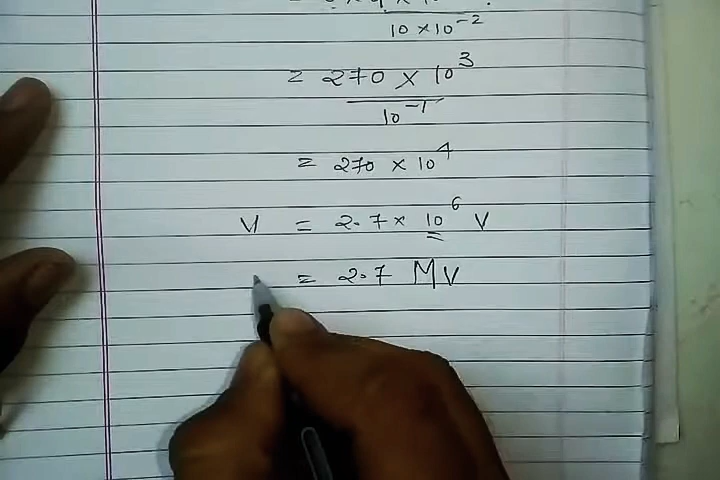 10 × 10⁻²
= 270 × 10³
10⁻¹
= 270 × 10⁴
V = 2.7 × 10⁶ V
= 2.7 MV